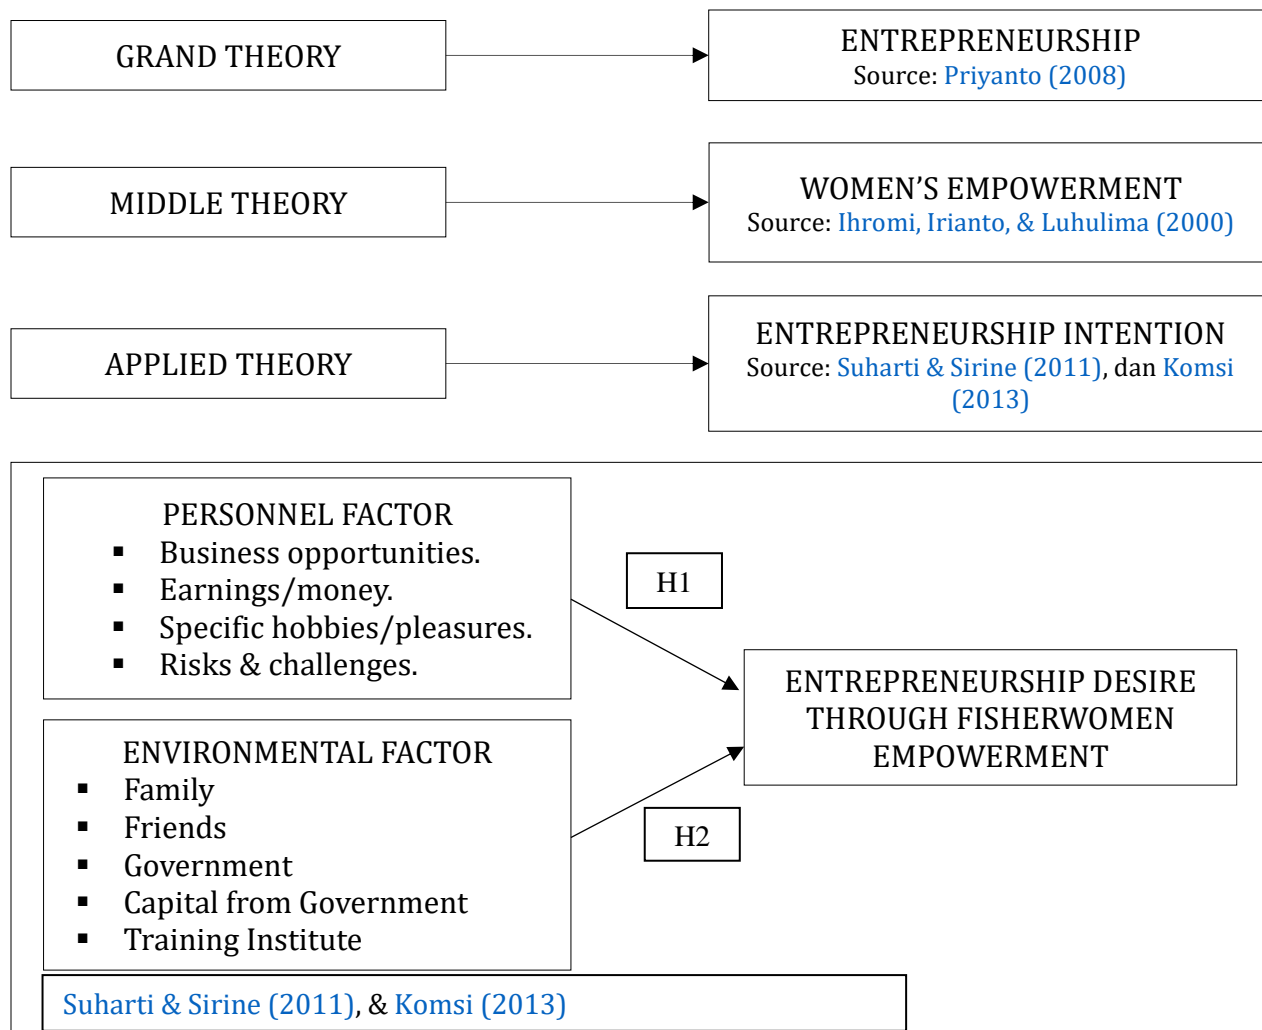 GRAND THEORY
ENTREPRENEURSHIP
Source: Priyanto (2008)
MIDDLE THEORY
WOMEN’S EMPOWERMENT
Source: Ihromi, Irianto, & Luhulima (2000)
APPLIED THEORY
ENTREPRENEURSHIP INTENTION
Source: Suharti & Sirine (2011), dan Komsi
(2013)
PERSONNEL FACTOR
▪ Business opportunities.
▪ Earnings/money.
▪ Specific hobbies/pleasures.
▪ Risks & challenges.
H1
ENTREPRENEURSHIP DESIRE
THROUGH FISHERWOMEN
EMPOWERMENT
ENVIRONMENTAL FACTOR
▪ Family
▪ Friends
▪ Government
▪ Capital from Government
▪ Training Institute
H2
Suharti & Sirine (2011), & Komsi (2013)